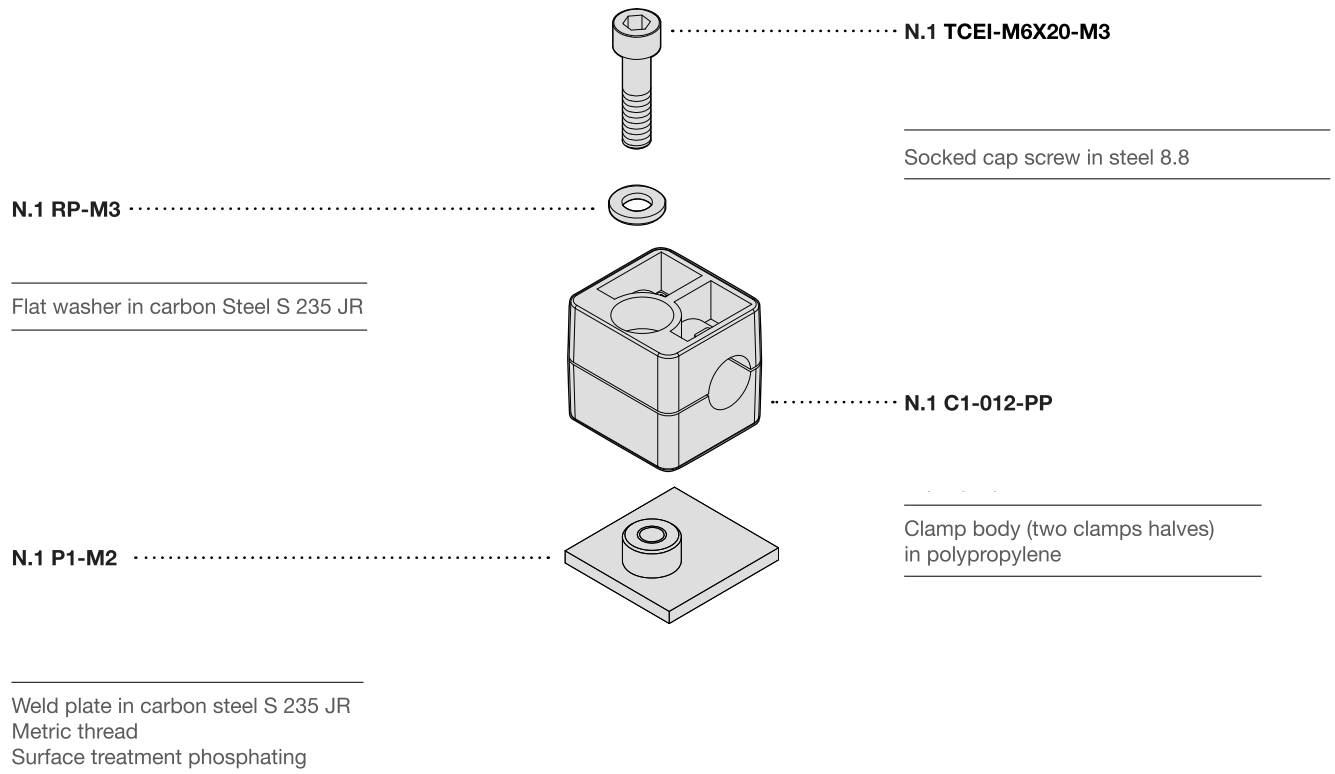 N.1 TCEI-M6X20-M3
Socked cap screw in steel 8.8
N.1 RP-M3
Flat washer in carbon Steel S 235 JR
N.1 C1-012-PP
Clamp body (two clamps halves)
in polypropylene
N.1 P1-M2
Weld plate in carbon steel S 235 JR
Metric thread
Surface treatment phosphating